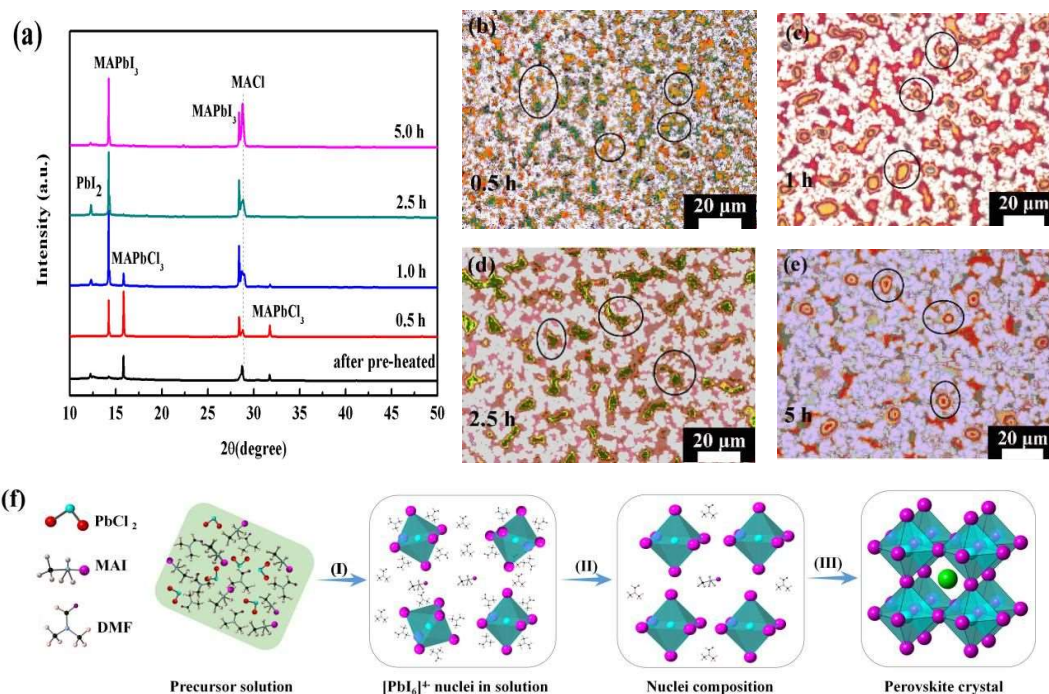 (a)
MAPbI3
MACl
MAPbI3
5.0 h
PbI2
2.5 h
MAPbCl3
1.0 h
MAPbCl3
0.5 h
after pre-heated
Intensity (a.u.)
10 15 20 25 30 35 40 45 50
2θ(degree)
(b)
0.5 h
20 μm
(c)
1 h
20 μm
(d)
2.5 h
20 μm
(e)
5 h
20 μm
(f)
PbCl2
MAI
DMF
(I)
(II)
(III)
Precursor solution
[PbI6]+ nuclei in solution
Nuclei composition
Perovskite crystal